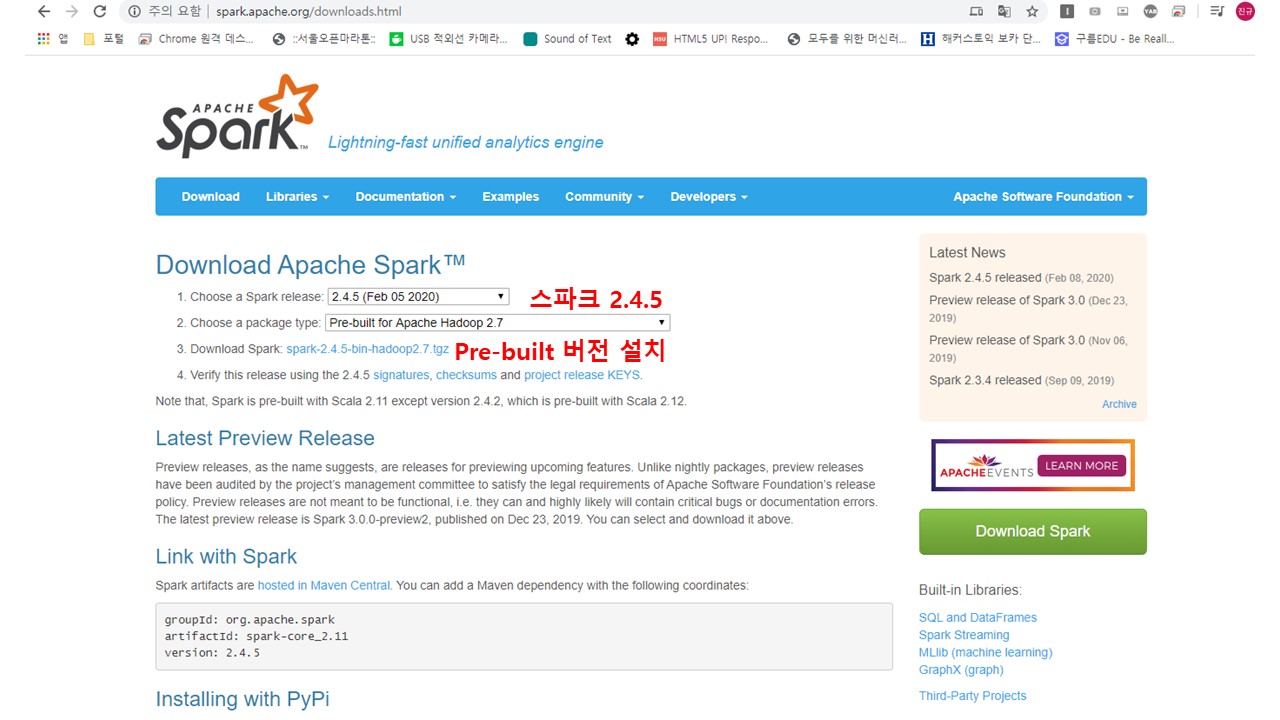 주의 요함 | spark.apache.org/downloads.html
진규
앱 포털 Chrome 원격 데스... ::서울오픈마라톤:: USB 적외선 카메라... Sound of Text HTML5 UP! Respo... 모두를 위한 머신러... 해커스토익 보카 단... 구름EDU - Be Reall...
APACHE
Spark™ Lightning-fast unified analytics engine
Download Libraries Documentation Examples Community Developers Apache Software Foundation
Download Apache Spark™
1. Choose a Spark release: 2.4.5 (Feb 05 2020) 스파크 2.4.5
2. Choose a package type: Pre-built for Apache Hadoop 2.7
3. Download Spark: spark-2.4.5-bin-hadoop2.7.tgz Pre-built 버전 설치
4. Verify this release using the 2.4.5 signatures, checksums and project release KEYS.
Note that, Spark is pre-built with Scala 2.11 except version 2.4.2, which is pre-built with Scala 2.12.
Latest Preview Release
Preview releases, as the name suggests, are releases for previewing upcoming features. Unlike nightly packages, preview releases
have been audited by the project's management committee to satisfy the legal requirements of Apache Software Foundation's release
policy. Preview releases are not meant to be functional, i.e. they can and highly likely will contain critical bugs or documentation errors.
The latest preview release is Spark 3.0.0-preview2, published on Dec 23, 2019. You can select and download it above.
Link with Spark
Spark artifacts are hosted in Maven Central. You can add a Maven dependency with the following coordinates:
groupId: org.apache.spark
artifactId: spark-core_2.11
version: 2.4.5
Installing with PyPi
Latest News
Spark 2.4.5 released (Feb 08, 2020)
Preview release of Spark 3.0 (Dec 23,
2019)
Preview release of Spark 3.0 (Nov 06,
2019)
Spark 2.3.4 released (Sep 09, 2019)
Archive
APACHE EVENTS LEARN MORE
Download Spark
Built-in Libraries:
SQL and DataFrames
Spark Streaming
MLlib (machine learning)
GraphX (graph)
Third-Party Projects